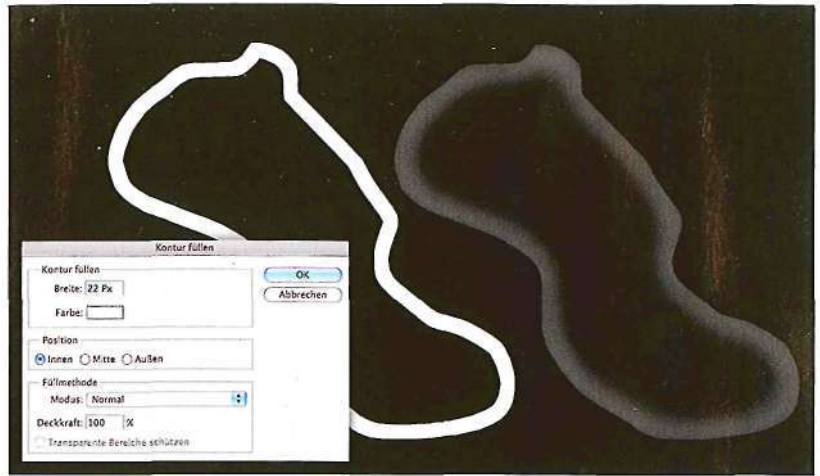 Kontur füllen
Kontur füllen
Breite: 22 Px
Farbe:
OK
Abbrechen
Position
Innen Mitte Außen
Füllmethode
Modus: Normal
Deckkraft: 100 %
Transparente Bereiche schützen